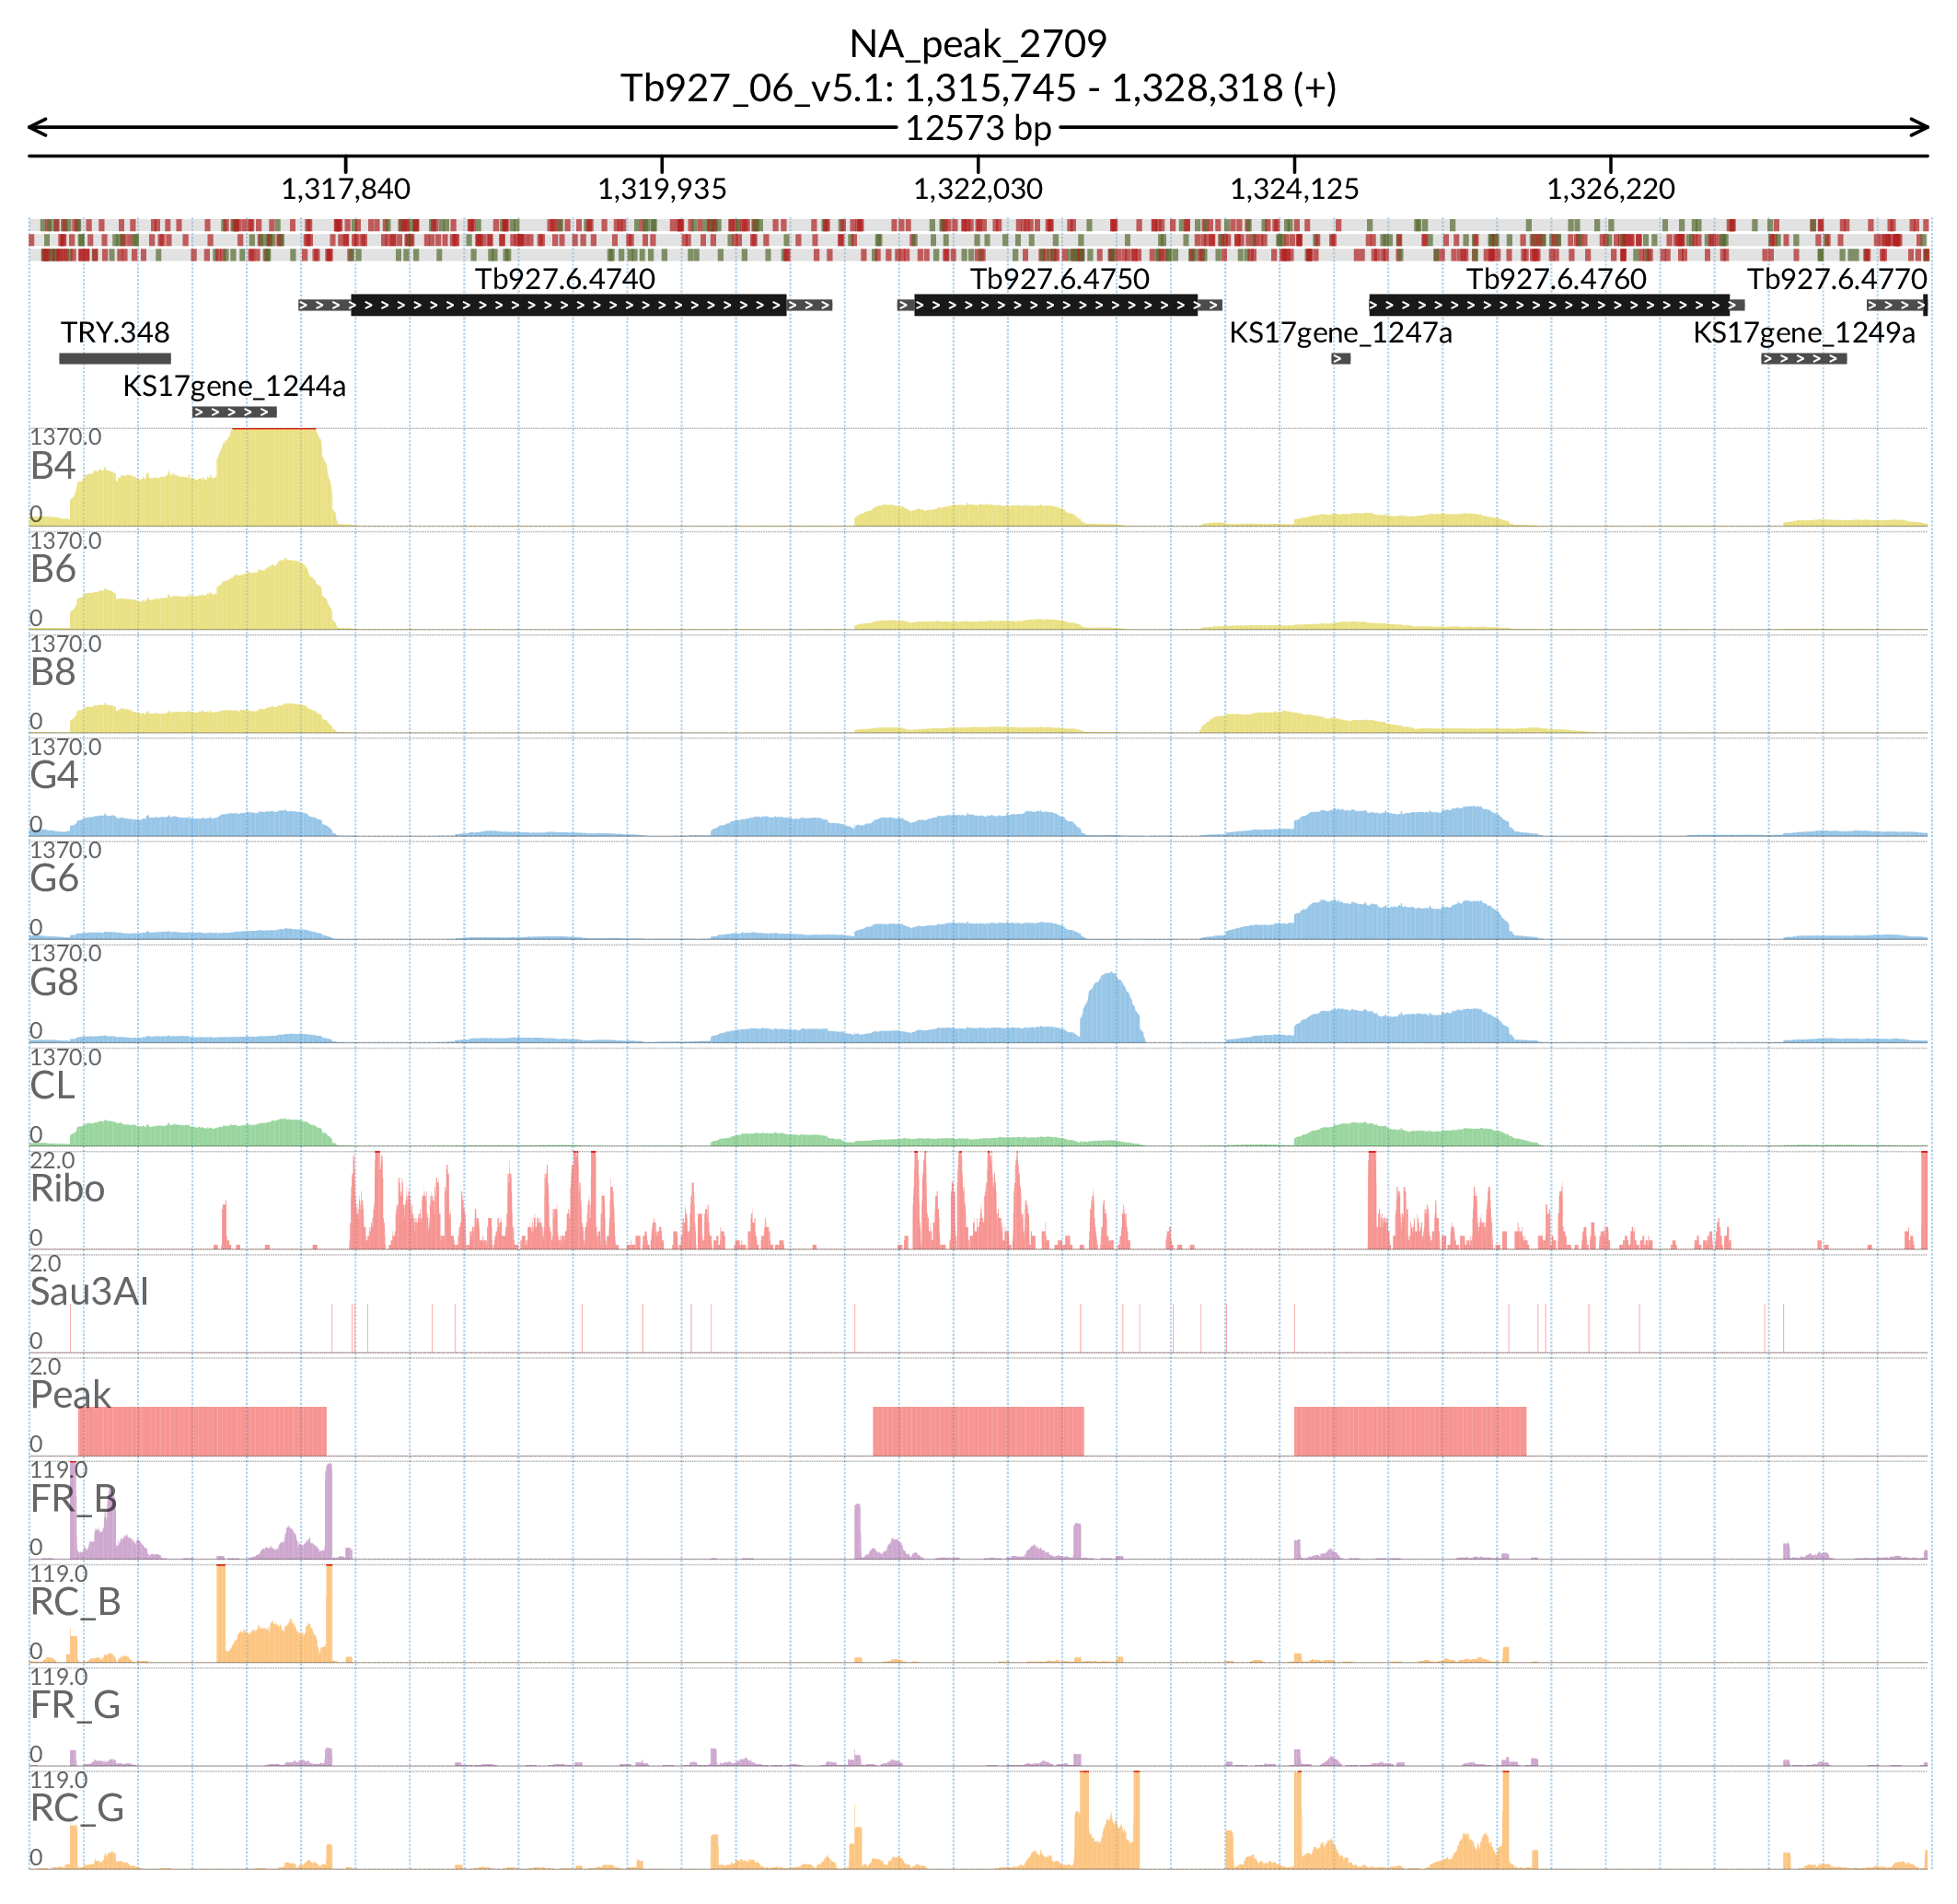 NA_peak_2709
Tb927_06_v5.1: 1,315,745 - 1,328,318 (+)
12573 bp
1,317,840 1,319,935 1,322,030 1,324,125 1,326,220
Tb927.6.4740 Tb927.6.4750 Tb927.6.4760 Tb927.6.4770
TRY.348 KS17gene_1247a KS17gene_1249a
KS17gene_1244a
1370.0
B4
0
1370.0
B6
0
1370.0
B8
0
1370.0
G4
0
1370.0
G6
0
1370.0
G8
0
1370.0
CL
0
22.0
Ribo
0
2.0
Sau3AI
0
2.0
Peak
0
119.0
FR_B
0
119.0
RC_B
0
119.0
FR_G
0
119.0
RC_G
0